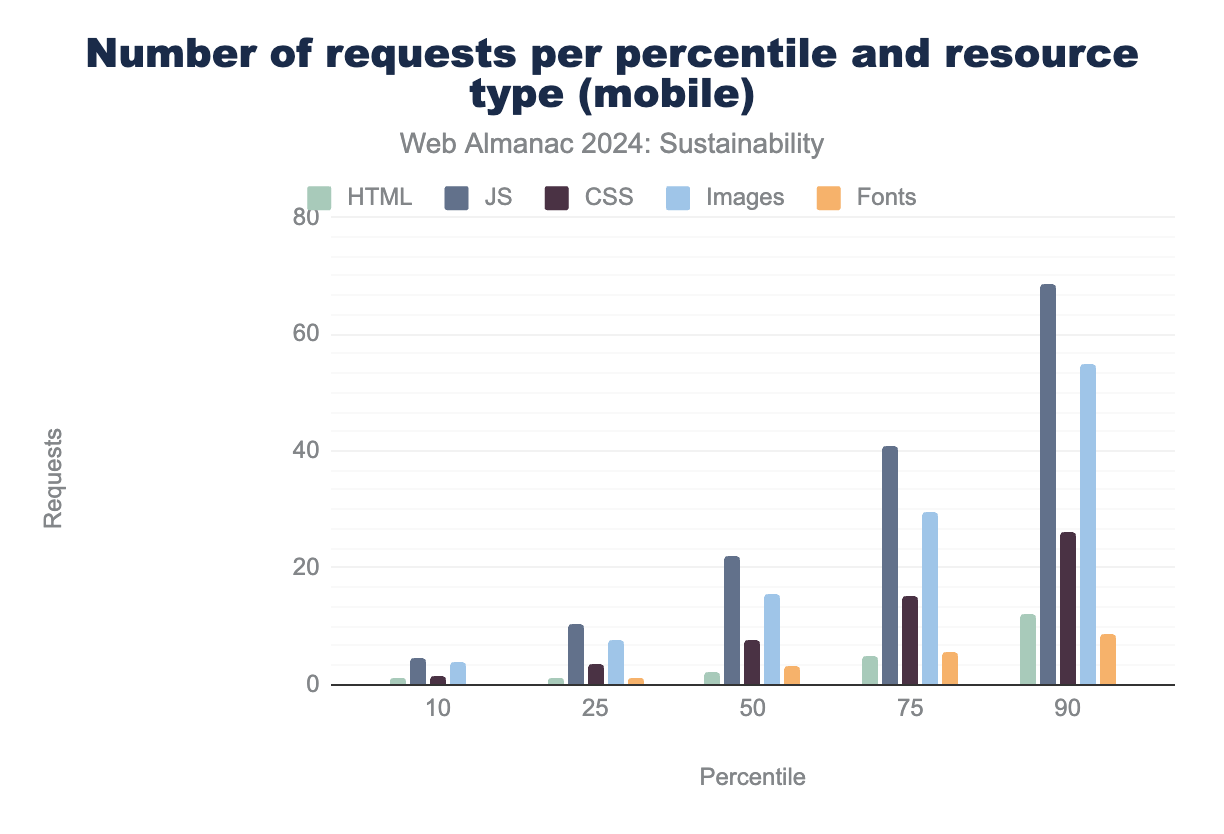 Number of requests per percentile and resource
type (mobile)
Web Almanac 2024: Sustainability
HTML JS CSS Images Fonts
80
60
40
20
0
Requests
10 25 50 75 90
Percentile